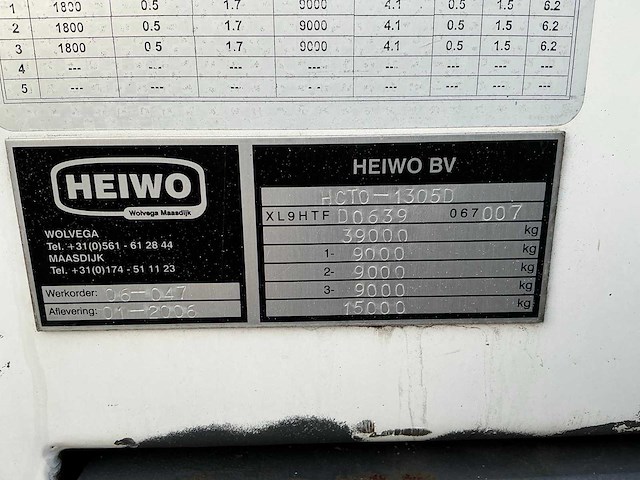 1 1800 0.5 1.7 9000 4.1 0.5 1.5 6.2
2 1800 0.5 1.7 9000 4.1 0.5 1.5 6.2
3 1800 0 5 1.7 9000 4.1 0.5 1.5 6.2
4 --- --- --- --- --- --- --- ---
5 --- --- --- --- --- --- --- ---
HEIWO
Wolvega Maasdijk
WOLVEGA
Tel. +31(0)561 - 61 28 44
MAASDIJK
Tel. +31(0)174 - 51 11 23
Werkorder: 06-047
Aflevering: 01-2006
HEIWO BV
HCTO-1305D
XL9HTF D0639 067 007
39000 kg
1- 9000 kg
2- 9000 kg
3- 9000 kg
15000 kg